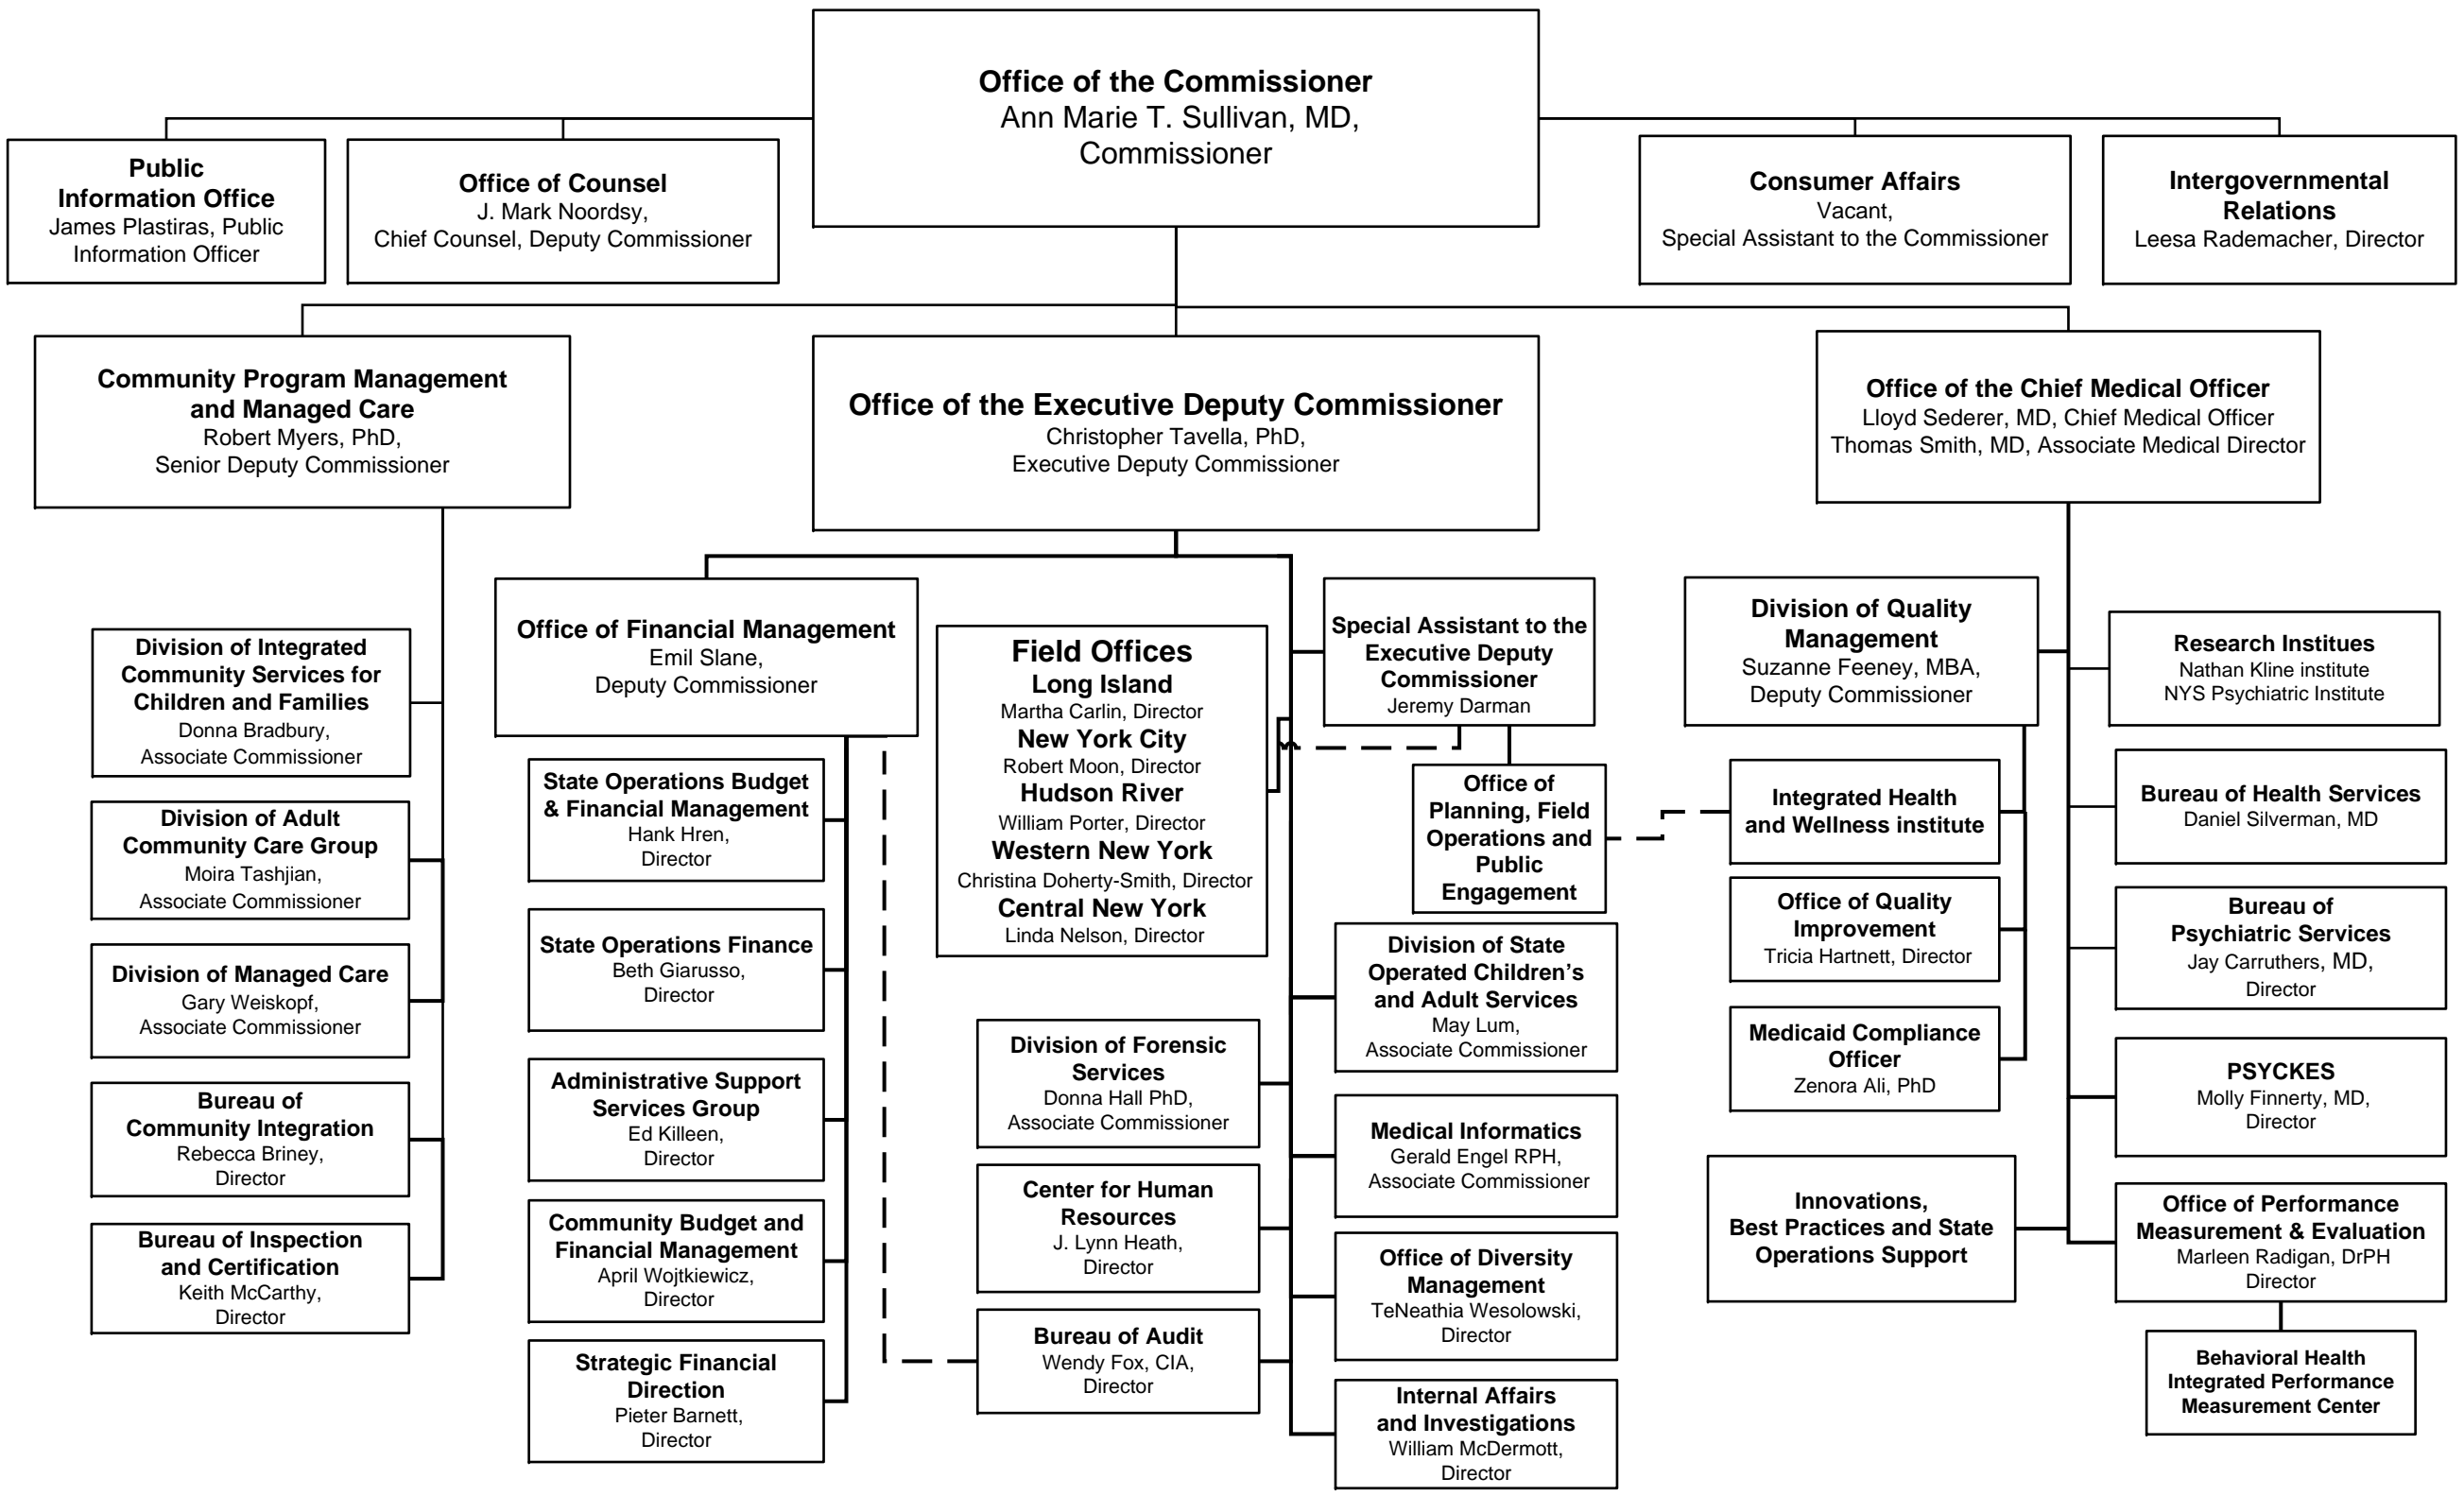 Office of the Commissioner
Ann Marie T. Sullivan, MD,
Commissioner
Public
Information Office
James Plastiras, Public
Information Officer
Office of Counsel
J. Mark Noordsy,
Chief Counsel, Deputy Commissioner
Consumer Affairs
Vacant,
Special Assistant to the Commissioner
Intergovernmental
Relations
Leesa Rademacher, Director
Community Program Management
and Managed Care
Robert Myers, PhD,
Senior Deputy Commissioner
Office of the Executive Deputy Commissioner
Christopher Tavella, PhD,
Executive Deputy Commissioner
Office of the Chief Medical Officer
Lloyd Sederer, MD, Chief Medical Officer
Thomas Smith, MD, Associate Medical Director
Division of Integrated
Community Services for
Children and Families
Donna Bradbury,
Associate Commissioner
Division of Adult
Community Care Group
Moira Tashjian,
Associate Commissioner
Division of Managed Care
Gary Weiskopf,
Associate Commissioner
Bureau of
Community Integration
Rebecca Briney,
Director
Bureau of Inspection
and Certification
Keith McCarthy,
Director
Office of Financial Management
Emil Slane,
Deputy Commissioner
State Operations Budget
& Financial Management
Hank Hren,
Director
State Operations Finance
Beth Giarusso,
Director
Administrative Support
Services Group
Ed Killeen,
Director
Community Budget and
Financial Management
April Wojtkiewicz,
Director
Strategic Financial
Direction
Pieter Barnett,
Director
Field Offices
Long Island
Martha Carlin, Director
New York City
Robert Moon, Director
Hudson River
William Porter, Director
Western New York
Christina Doherty-Smith, Director
Central New York
Linda Nelson, Director
Division of Forensic
Services
Donna Hall PhD,
Associate Commissioner
Center for Human
Resources
J. Lynn Heath,
Director
Bureau of Audit
Wendy Fox, CIA,
Director
Special Assistant to the
Executive Deputy
Commissioner
Jeremy Darman
Office of
Planning, Field
Operations and
Public
Engagement
Division of State
Operated Children's
and Adult Services
May Lum,
Associate Commissioner
Medical Informatics
Gerald Engel RPH,
Associate Commissioner
Office of Diversity
Management
TeNeathia Wesolowski,
Director
Internal Affairs
and Investigations
William McDermott,
Director
Division of Quality
Management
Suzanne Feeney, MBA,
Deputy Commissioner
Integrated Health
and Wellness institute
Office of Quality
Improvement
Tricia Hartnett, Director
Medicaid Compliance
Officer
Zenora Ali, PhD
Innovations,
Best Practices and State
Operations Support
Research Institues
Nathan Kline institute
NYS Psychiatric Institute
Bureau of Health Services
Daniel Silverman, MD
Bureau of
Psychiatric Services
Jay Carruthers, MD,
Director
PSYCKES
Molly Finnerty, MD,
Director
Office of Performance
Measurement & Evaluation
Marleen Radigan, DrPH
Director
Behavioral Health
Integrated Performance
Measurement Center